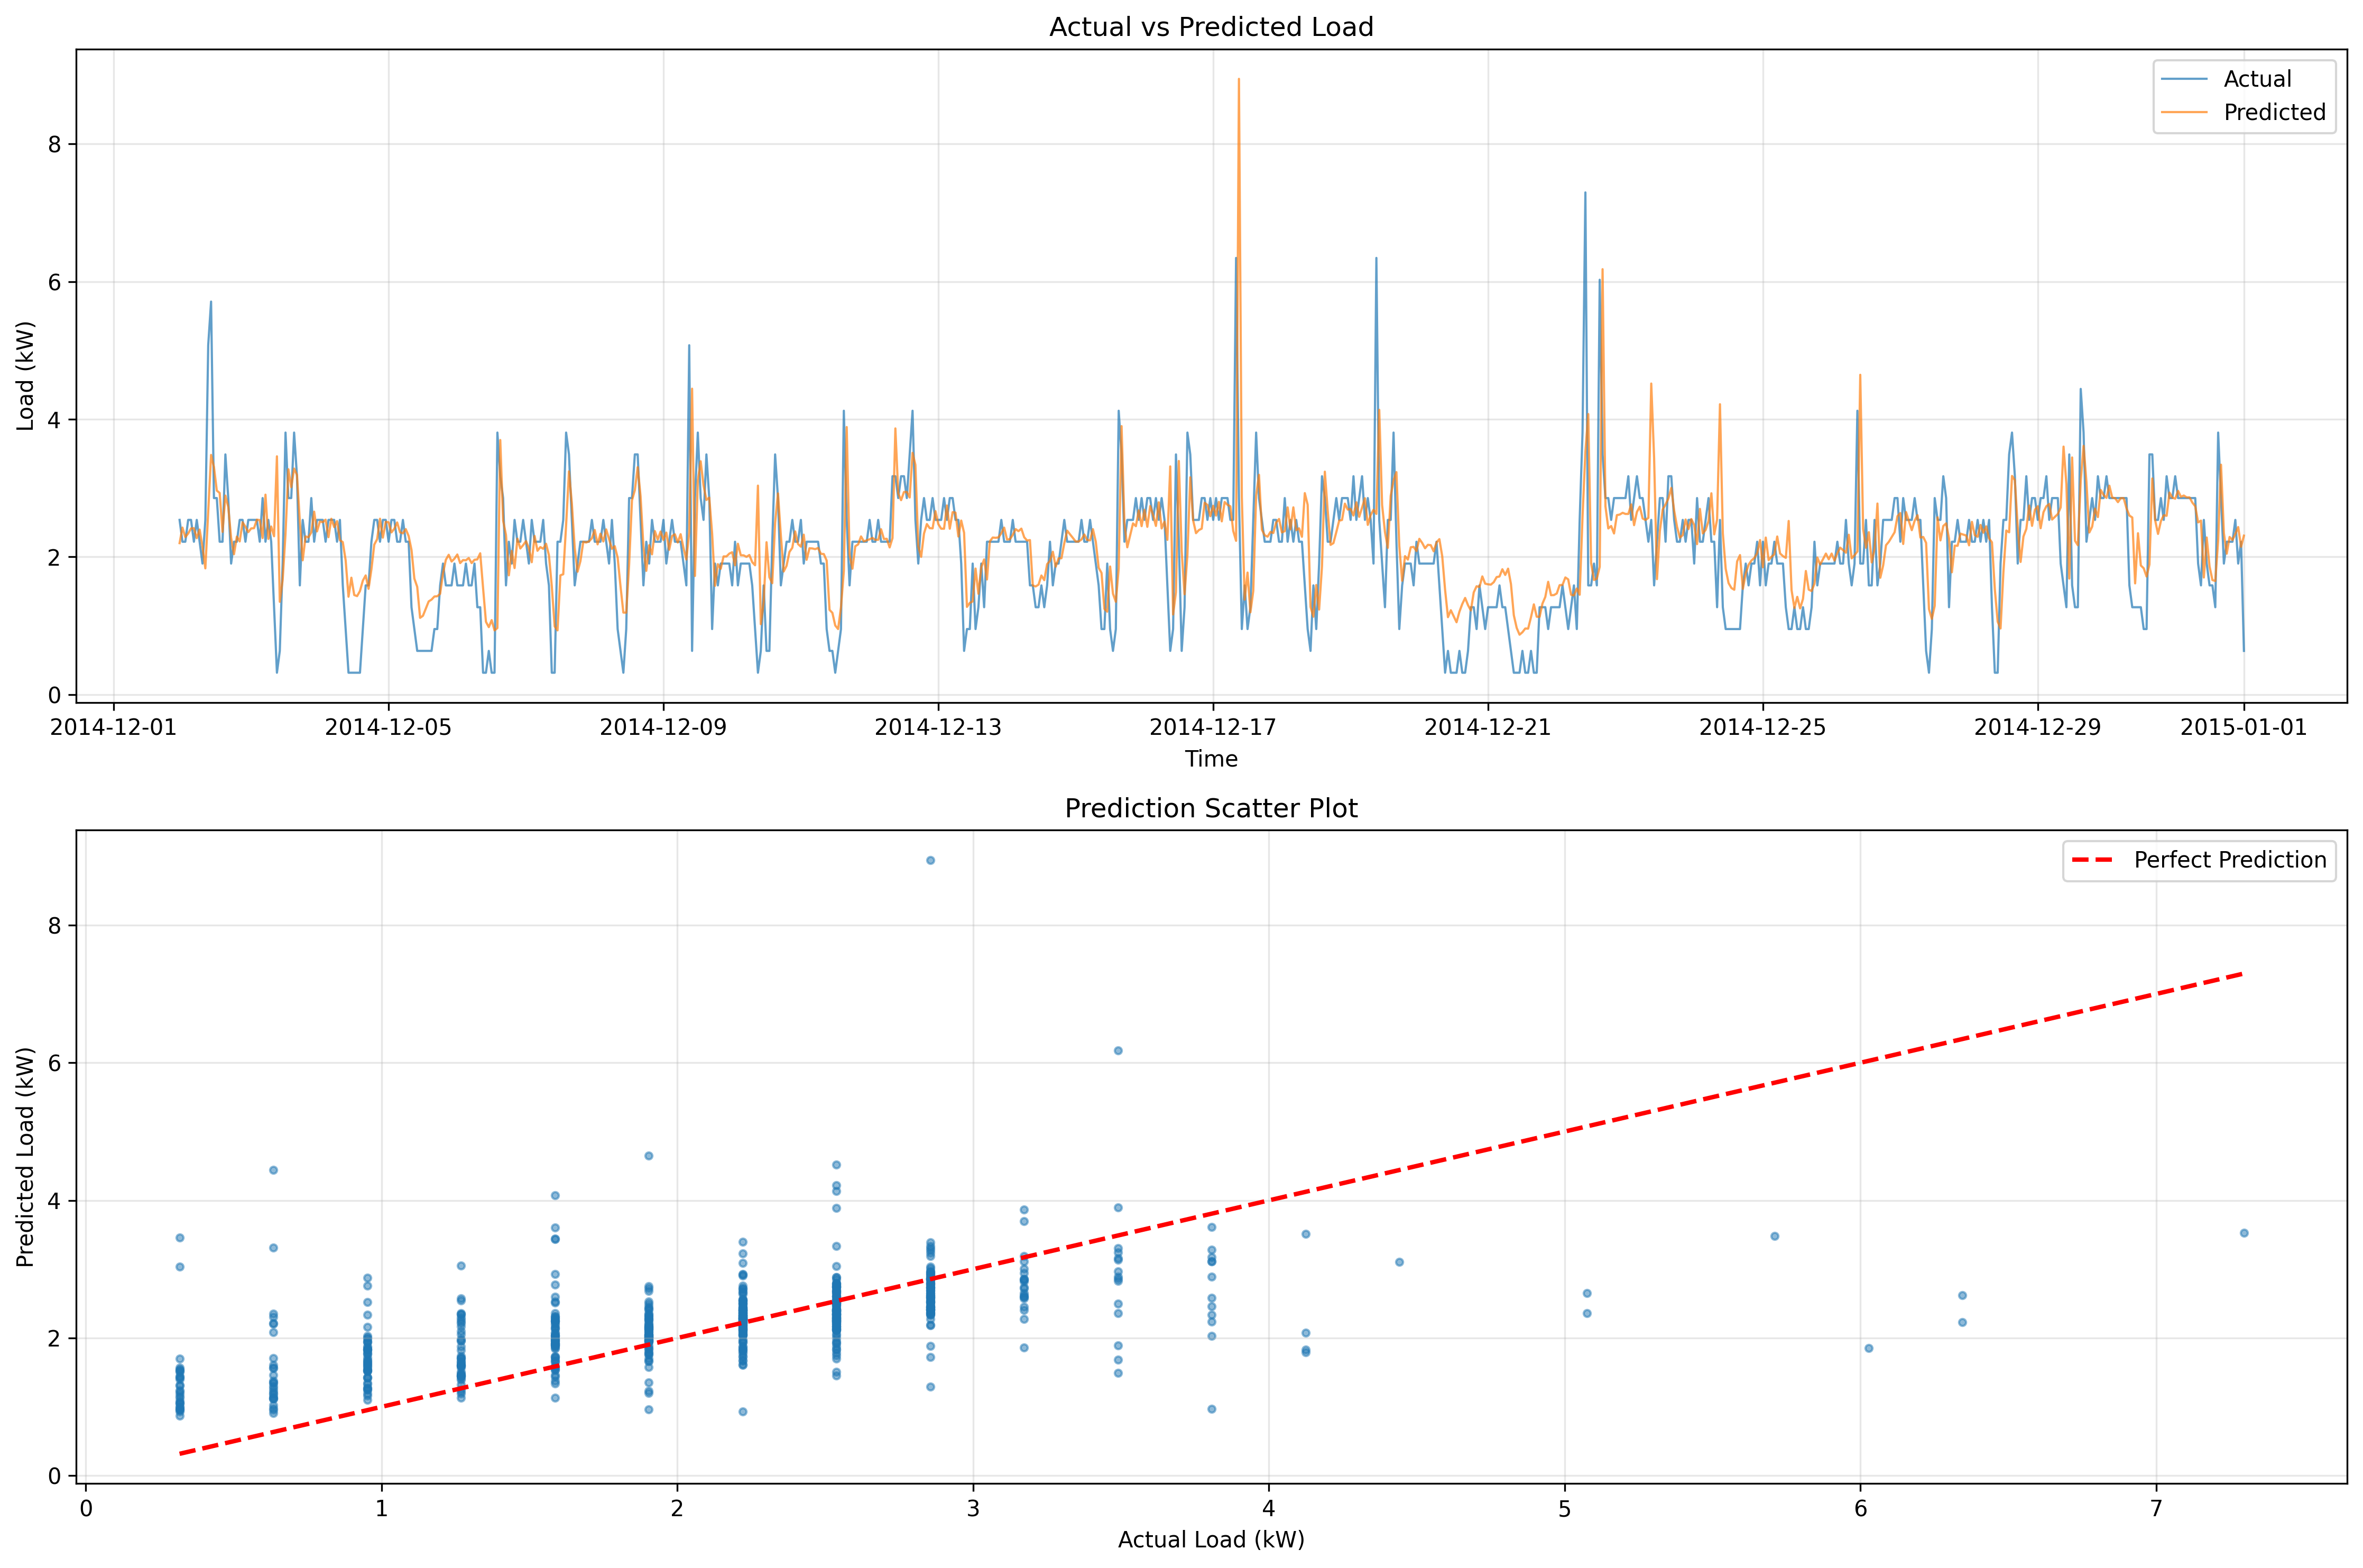 Actual vs Predicted Load
Actual
Predicted
8
6
4
2
0
Load (kW)
2014-12-01 2014-12-05 2014-12-09 2014-12-13 2014-12-17 2014-12-21 2014-12-25 2014-12-29 2015-01-01
Time
Prediction Scatter Plot
Perfect Prediction
8
6
4
2
0
Predicted Load (kW)
0 1 2 3 4 5 6 7
Actual Load (kW)